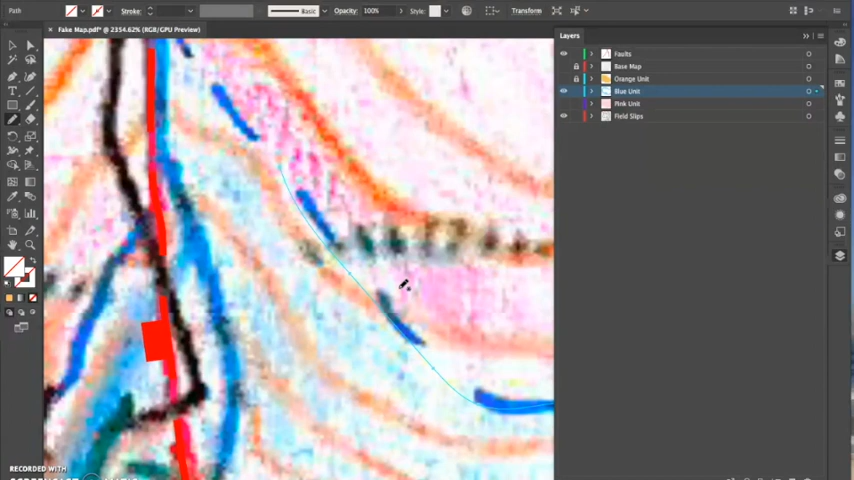 Path
Stroke:
Basic
Opacity: 100%
Style:
Transform
Fake Map.pdf* @ 2354.62% (RGB/GPU Preview)
Layers
Faults
Base Map
Orange Unit
Blue Unit
Pink Unit
Field Slips
RECORDED WITH